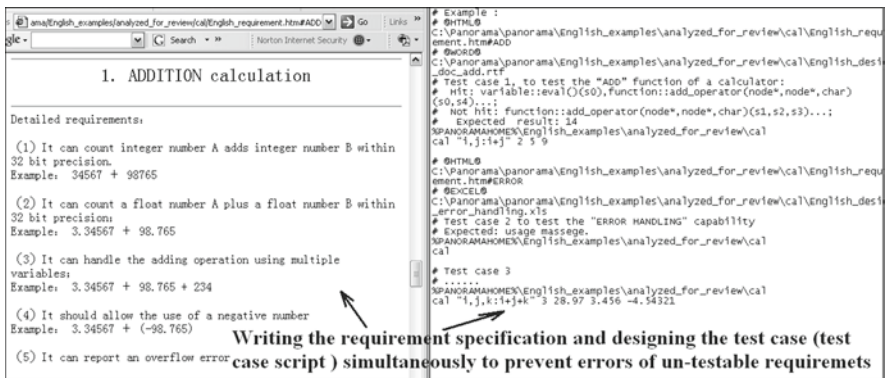 s ama/English_examples/analyzed_for_review/cal/English_requirement.htm#ADD Go Links »
gle - Search • » Norton Internet Security
1. ADDITION calculation
Detailed requirements:
(1) It can count integer number A adds integer number B within
32 bit precision.
Example: 34567 + 98765
(2) It can count a float number A plus a float number B within
32 bit precision:
Example: 3.34567 + 98.765
(3) It can handle the adding operation using multiple
variables:
Example: 3.34567 + 98.765 + 234
(4) It should allow the use of a negative number
Example: 3.34567 + (-98.765)
(5) It can report an overflow error
# Example :
# @HTML@
C:\Panorama\panorama\English_examples\analyzed_for_review\cal\English_requ
ement.htm#ADD
# @WORD@
C:\Panorama\panorama\English_examples\analyzed_for_review\cal\English_desi
_doc_add.rtf
# Test case 1, to test the "ADD" function of a calculator:
# Hit: variable::eval()(s0),function::add_operator(node*,node*,char)
(s0,s4)...;
# Not hit: function::add_operator(node*,node*,char)(s1,s2,s3)...;
# Expected result: 14
%PANORAMAHOME%\English_examples\analyzed_for_review\cal
cal "i,j:i+j" 2 5 9
# @HTML@
C:\Panorama\panorama\English_examples\analyzed_for_review\cal\English_requ
ement.htm#ERROR
# @EXCEL@
C:\Panorama\panorama\English_examples\analyzed_for_review\cal\English_desi
_error_handling.xls
# Test case 2 to test the "ERROR HANDLING" capability
# Expected: usage massege.
%PANORAMAHOME%\English_examples\analyzed_for_review\cal
cal
# Test case 3
# ......
%PANORAMAHOME%\English_examples\analyzed_for_review\cal
cal "i,j,k:i+j+k" 3 28.97 3.456 -4.54321
Writing the requirement specification and designing the test case (test
case script ) simultaneously to prevent errors of un-testable requiremets